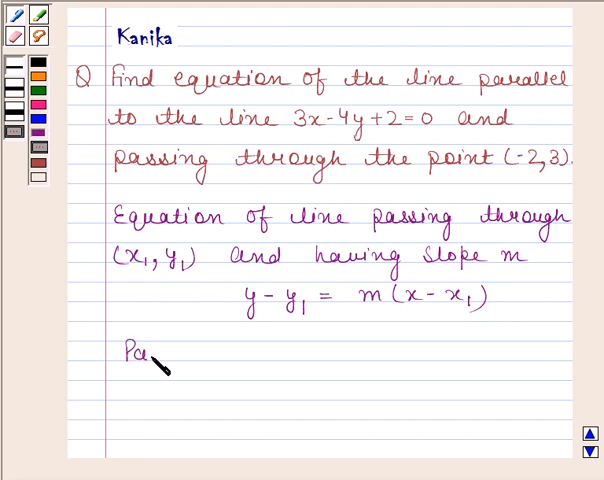 Kanika
Q Find equation of the line parallel
to the line 3x-4y+2=0 and
passing through the point (-2,3).
Equation of line passing through
(x₁, y₁) and having slope m
y - y₁ = m(x - x₁)
Pa